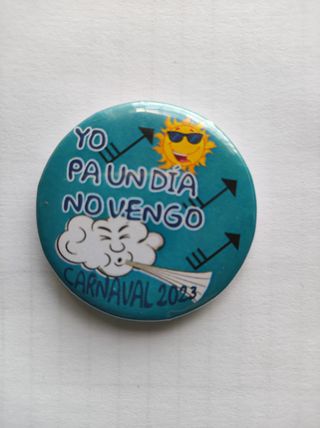 YO
PA UN DÍA
NO VENGO
CARNAVAL 2023